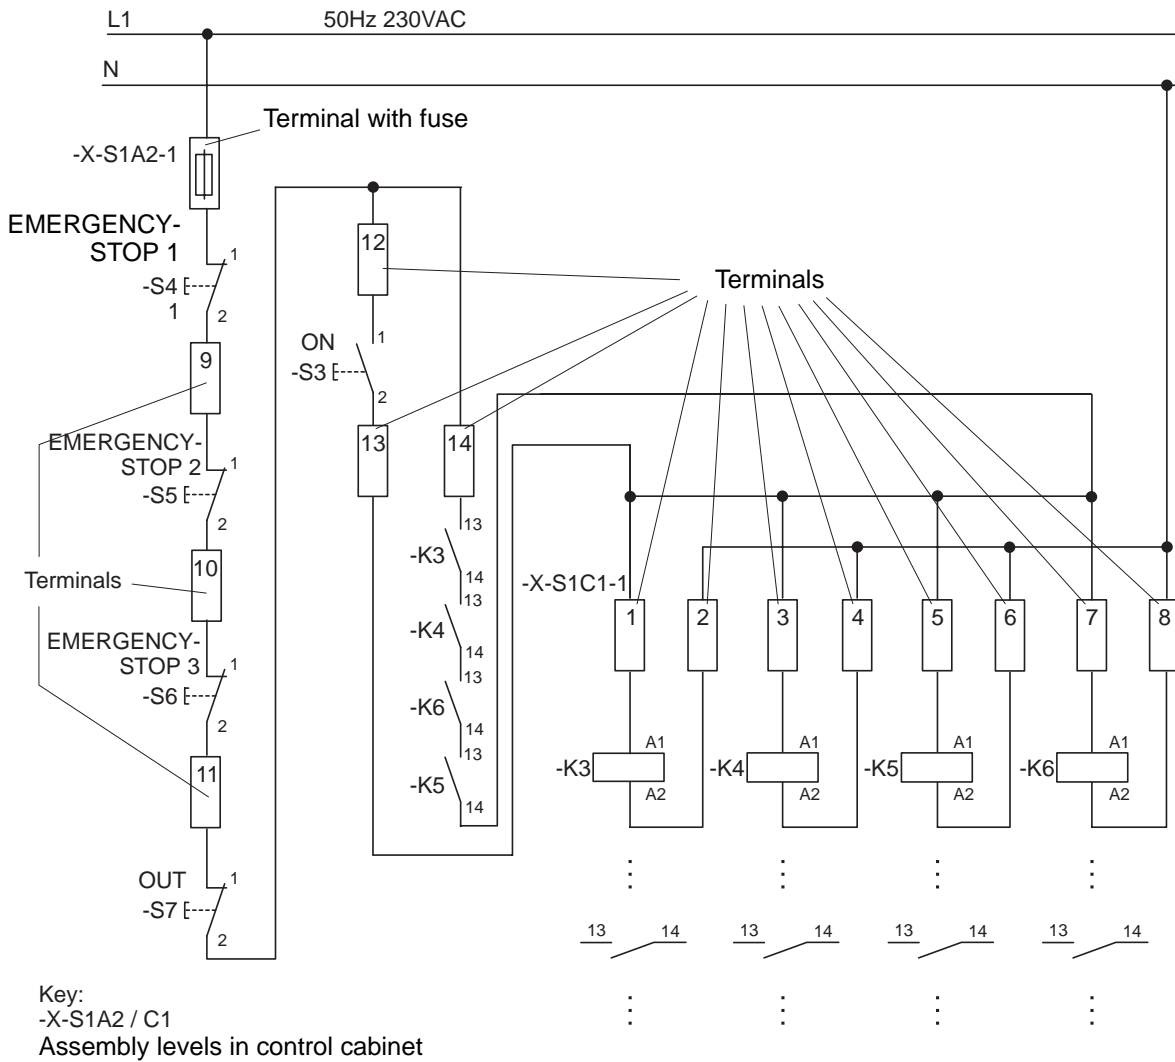 L1
50Hz 230VAC
N
Terminal with fuse
-X-S1A2-1
EMERGENCY-
STOP 1
1
-S4
1
2
12
Terminals
ON
1
-S3
2
9
13
14
EMERGENCY-
STOP 2
1
-S5
2
13
-K3
14
10
Terminals
-X-S1C1-1
13
-K4
14
1
2
3
4
5
6
7
8
EMERGENCY-
STOP 3
1
-S6
2
13
-K6
14
11
13
-K5
14
-K3
A1
A2
-K4
A1
A2
-K5
A1
A2
-K6
A1
A2
OUT
1
-S7
2
13
14
13
14
13
14
13
14
Key:
-X-S1A2 / C1
Assembly levels in control cabinet